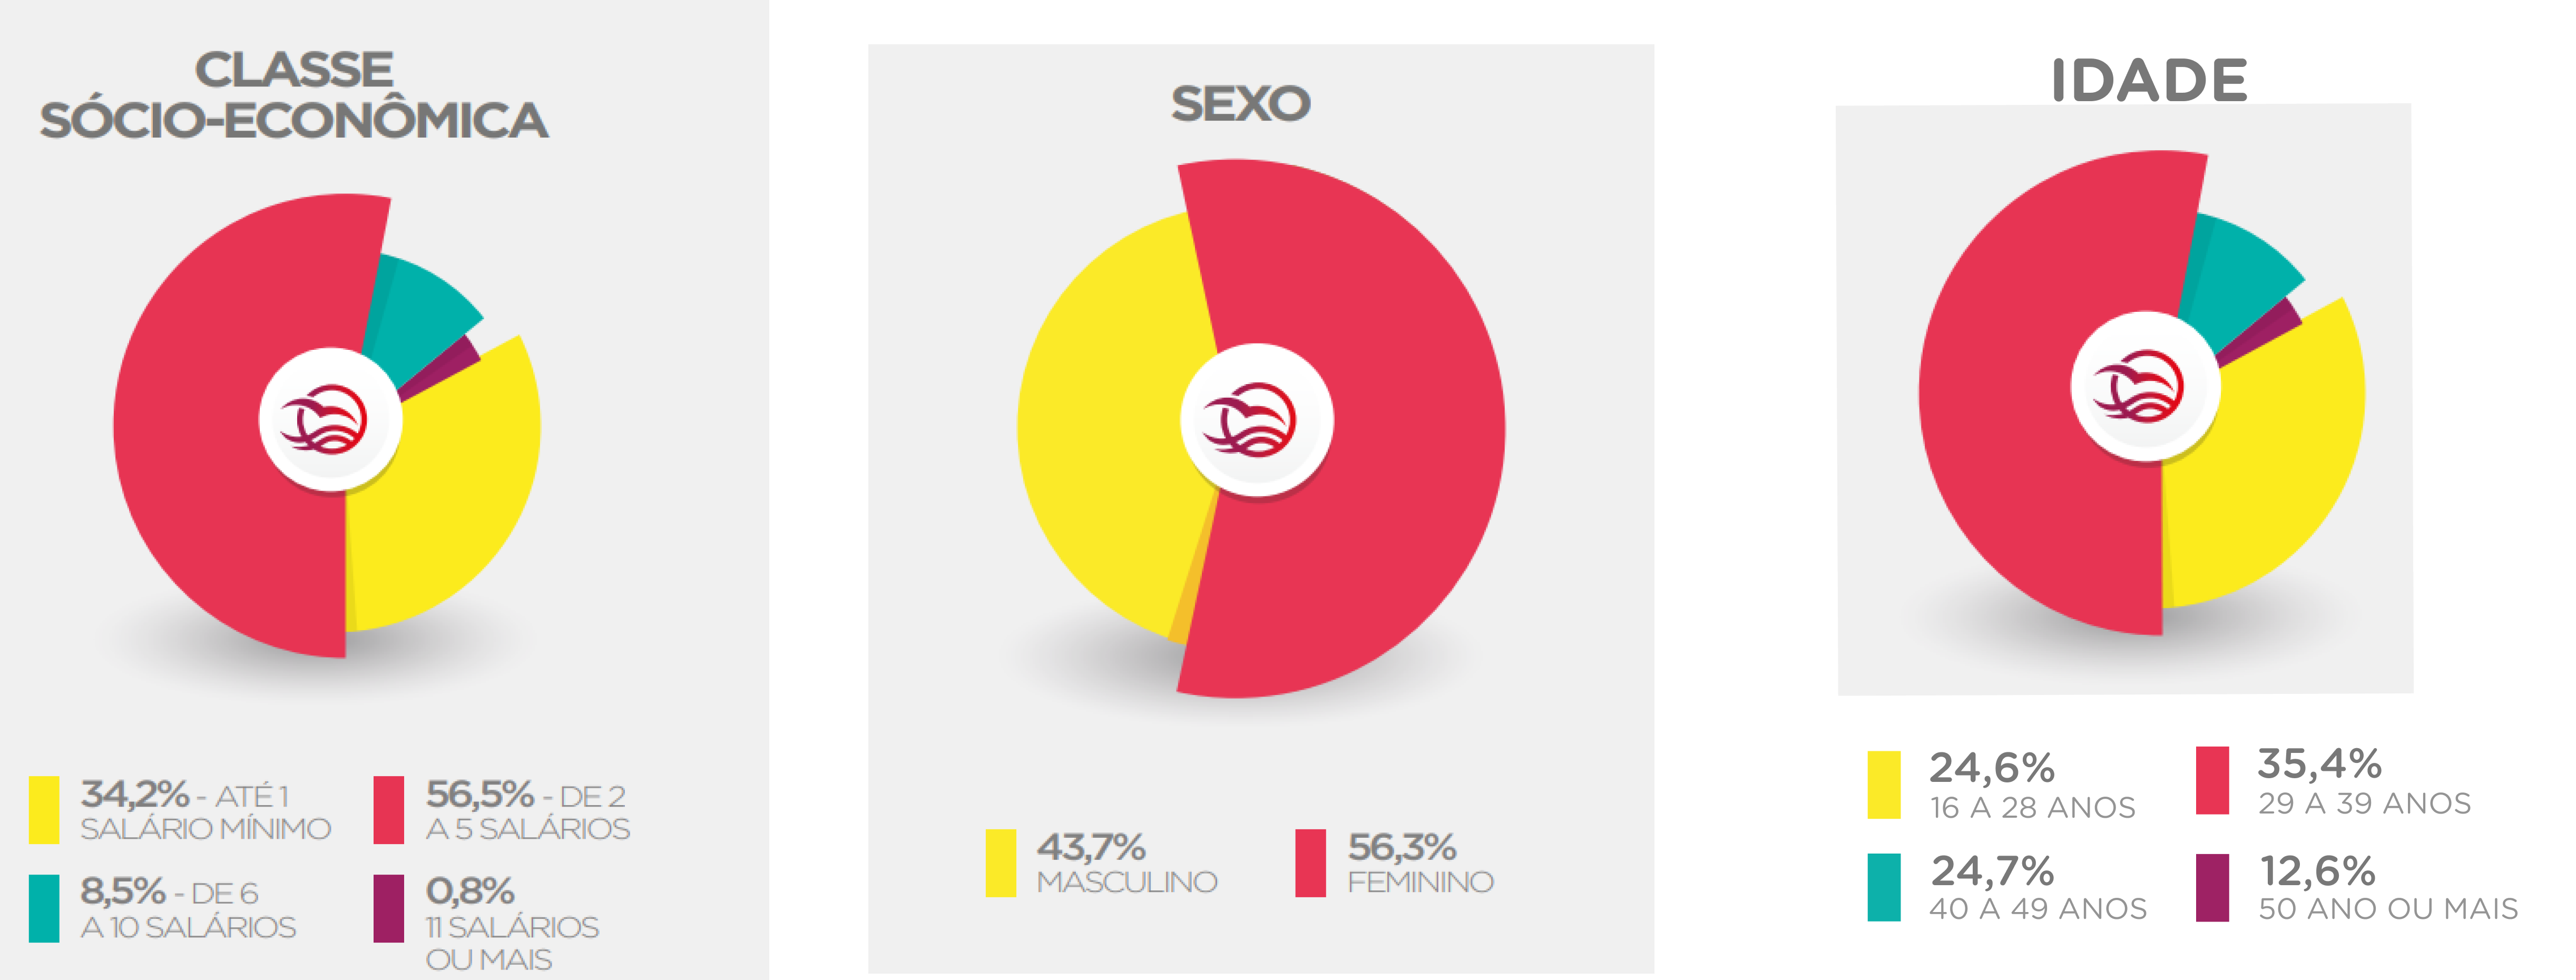 CLASSE
SÓCIO-ECONÔMICA
34,2% - ATÉ 1
SALÁRIO MÍNIMO
56,5% - DE 2
A 5 SALÁRIOS
8,5% - DE 6
A 10 SALÁRIOS
0,8%
11 SALÁRIOS
OU MAIS
SEXO
43,7%
MASCULINO
56,3%
FEMININO
IDADE
24,6%
16 A 28 ANOS
35,4%
29 A 39 ANOS
24,7%
40 A 49 ANOS
12,6%
50 ANO OU MAIS